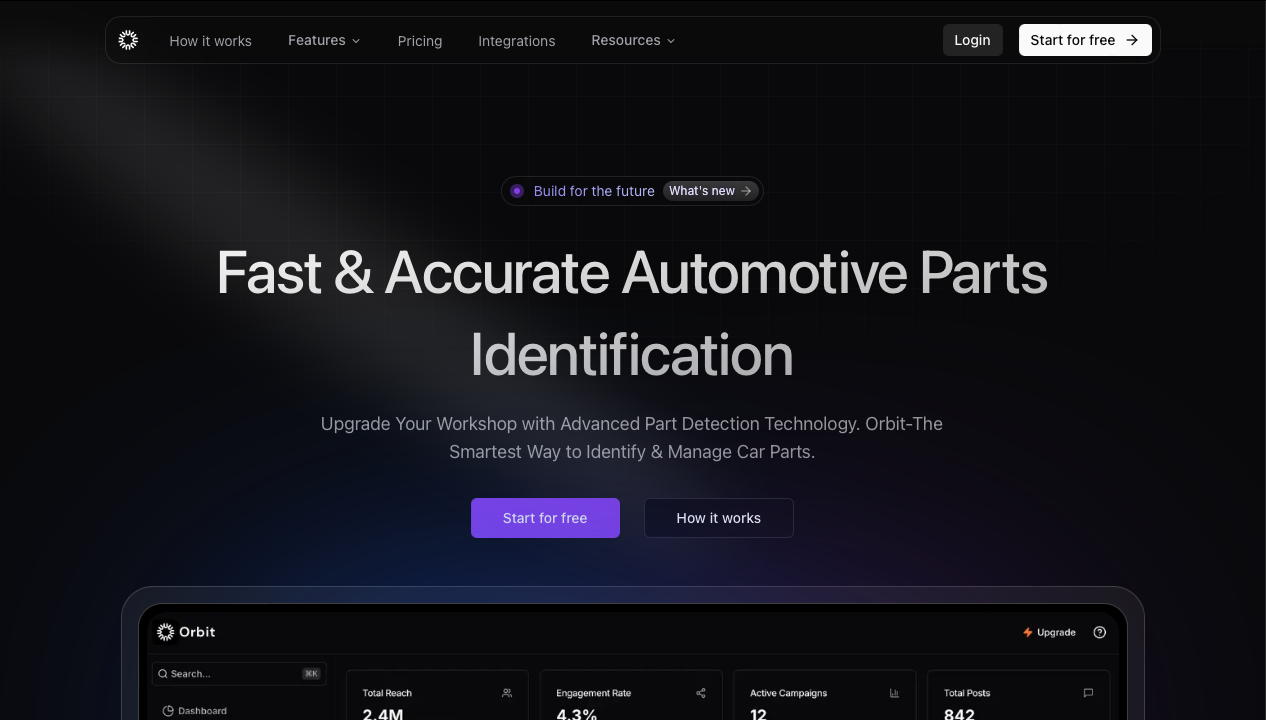 How it works Features Pricing Integrations Resources Login Start for free
Build for the future What's new
Fast & Accurate Automotive Parts
Identification
Upgrade Your Workshop with Advanced Part Detection Technology. Orbit-The
Smartest Way to Identify & Manage Car Parts.
Start for free How it works
Orbit Upgrade
Search... ⌘K
Total Reach Engagement Rate Active Campaigns Total Posts
Dashboard
2.4M 4.3% 12 842